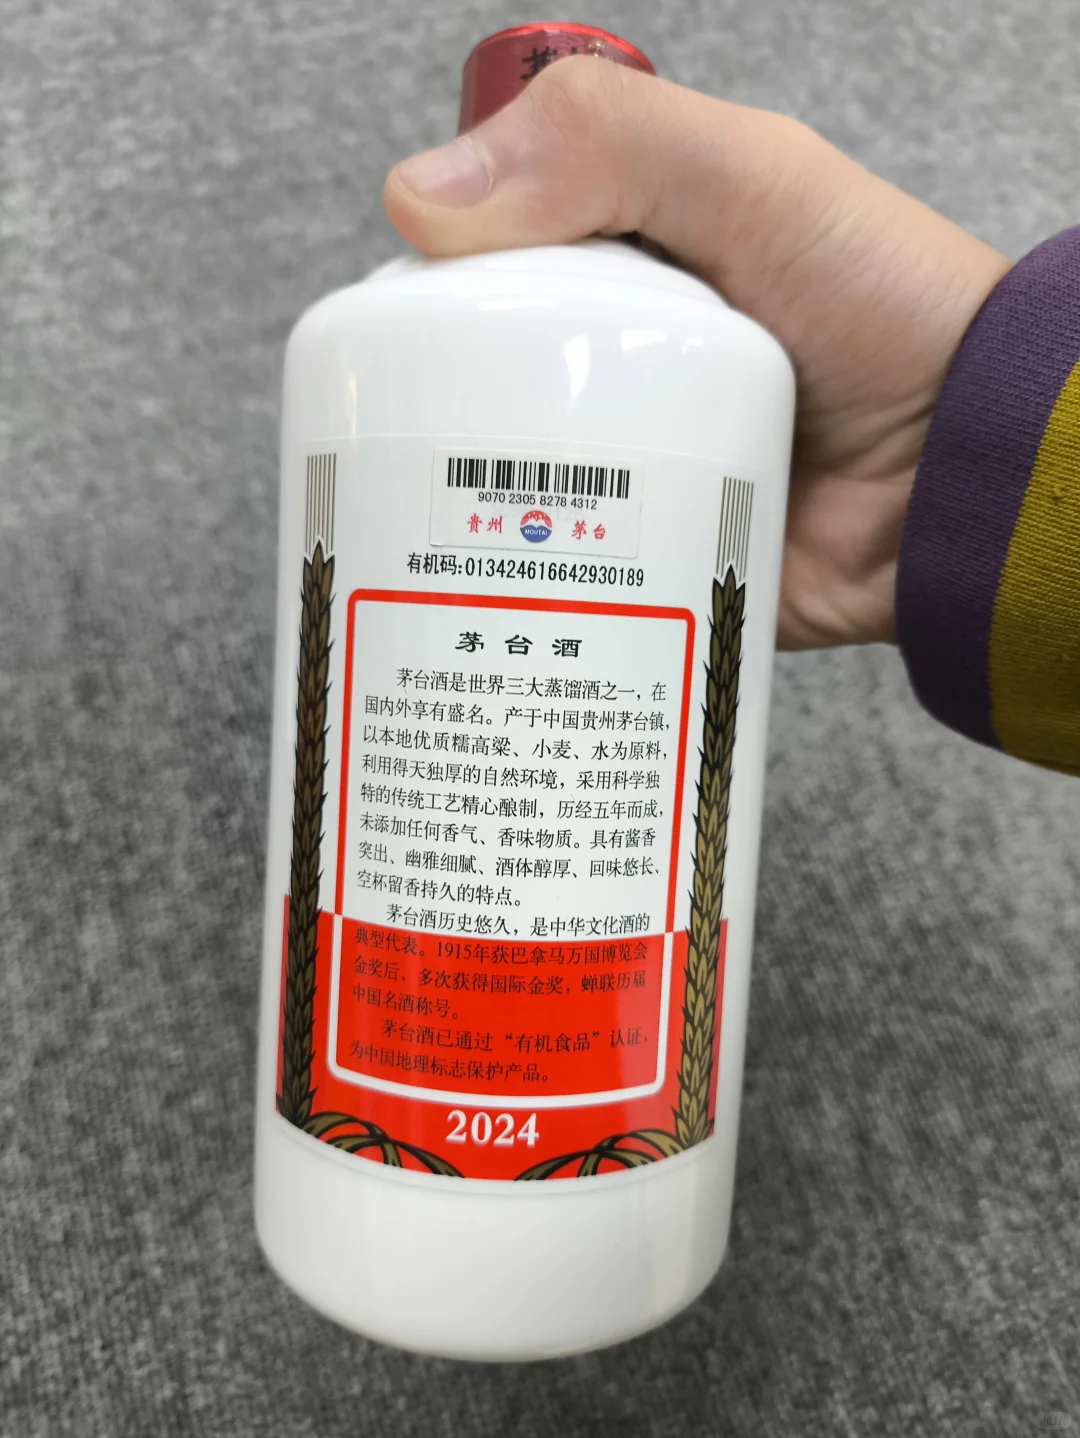 9070 2305 8278 4312
贵州 MOUTAI 茅台
有机码:013424616642930189
茅台酒
茅台酒是世界三大蒸馏酒之一，在
国内外享有盛名。产于中国贵州茅台镇，
以本地优质糯高粱、小麦、水为原料，
利用得天独厚的自然环境，采用科学独
特的传统工艺精心酿制，历经五年而成，
未添加任何香气、香味物质。具有酱香
突出、幽雅细腻、酒体醇厚、回味悠长、
空杯留香持久的特点。
茅台酒历史悠久，是中华文化酒的
典型代表。1915年获巴拿马万国博览会
金奖后，多次获得国际金奖，蝉联历届
中国名酒称号。
茅台酒已通过“有机食品”认证，
为中国地理标志保护产品。
2024